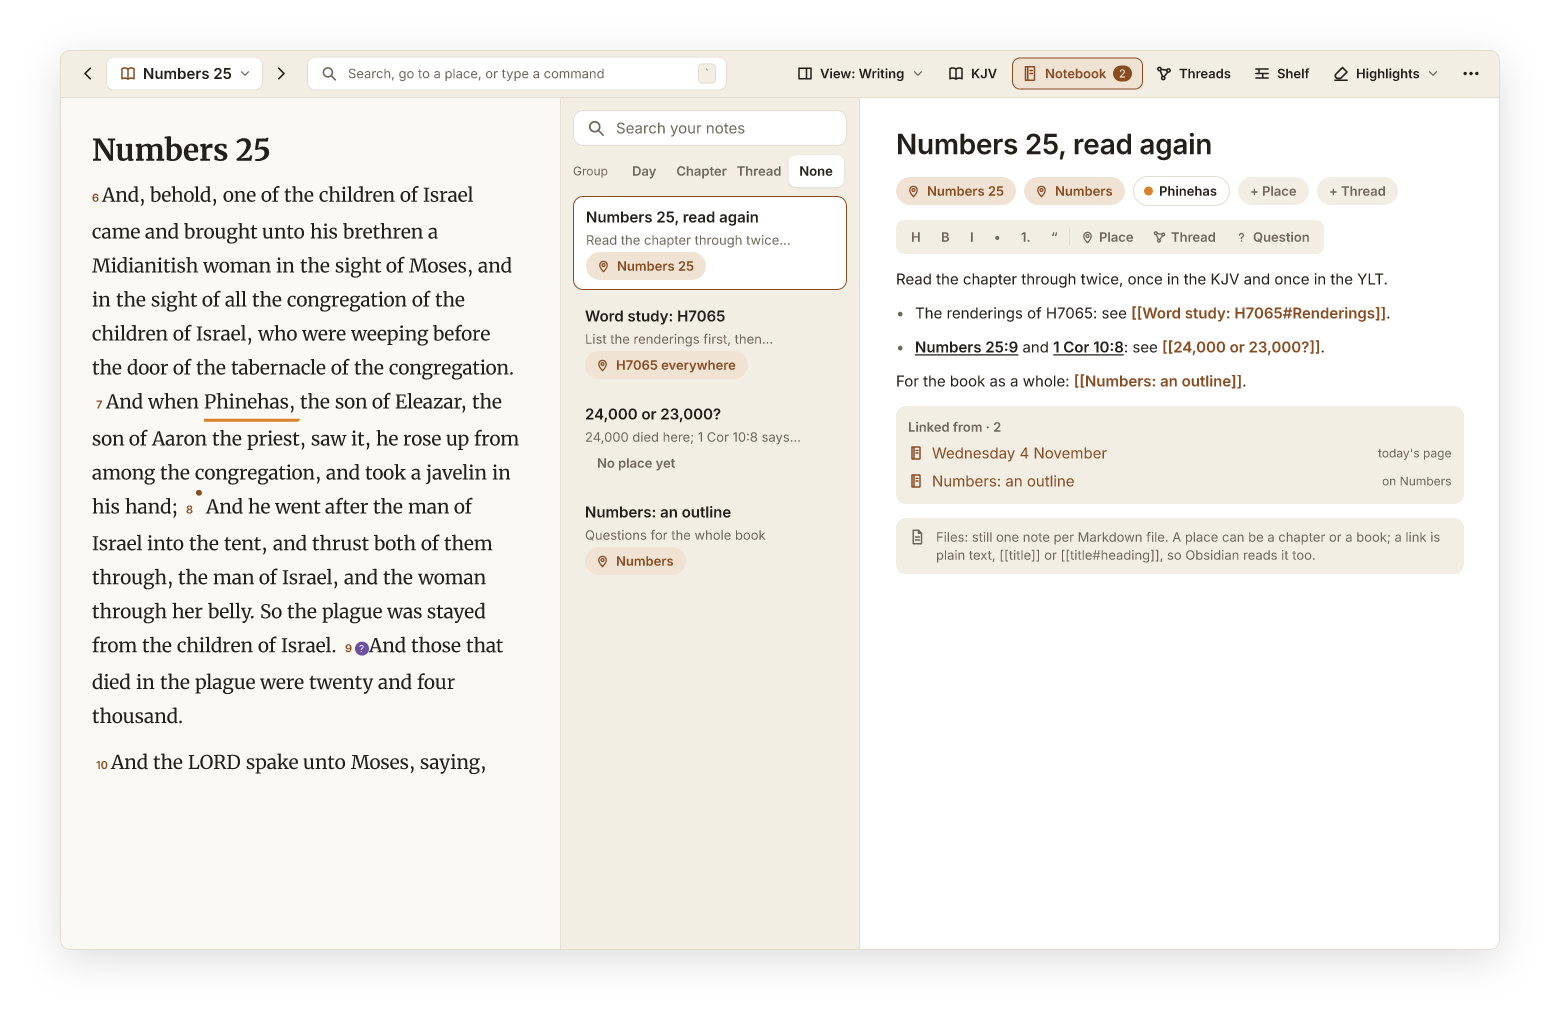 Numbers 25
Search, go to a place, or type a command
`
View: Writing
KJV
Notebook 2
Threads
Shelf
Highlights
Numbers 25
6 And, behold, one of the children of Israel
came and brought unto his brethren a
Midianitish woman in the sight of Moses, and
in the sight of all the congregation of the
children of Israel, who were weeping before
the door of the tabernacle of the congregation.
7 And when Phinehas, the son of Eleazar, the
son of Aaron the priest, saw it, he rose up from
among the congregation, and took a javelin in
his hand; 8 And he went after the man of
Israel into the tent, and thrust both of them
through, the man of Israel, and the woman
through her belly. So the plague was stayed
from the children of Israel. 9 ? And those that
died in the plague were twenty and four
thousand.
10 And the LORD spake unto Moses, saying,
Search your notes
Group Day Chapter Thread None
Numbers 25, read again
Read the chapter through twice...
Numbers 25
Word study: H7065
List the renderings first, then...
H7065 everywhere
24,000 or 23,000?
24,000 died here; 1 Cor 10:8 says...
No place yet
Numbers: an outline
Questions for the whole book
Numbers
Numbers 25, read again
Numbers 25 Numbers Phinehas + Place + Thread
H B I • 1. “ Place Thread ? Question
Read the chapter through twice, once in the KJV and once in the YLT.
• The renderings of H7065: see [[Word study: H7065#Renderings]].
• Numbers 25:9 and 1 Cor 10:8: see [[24,000 or 23,000?]].
For the book as a whole: [[Numbers: an outline]].
Linked from · 2
Wednesday 4 November today's page
Numbers: an outline on Numbers
Files: still one note per Markdown file. A place can be a chapter or a book; a link is
plain text, [[title]] or [[title#heading]], so Obsidian reads it too.